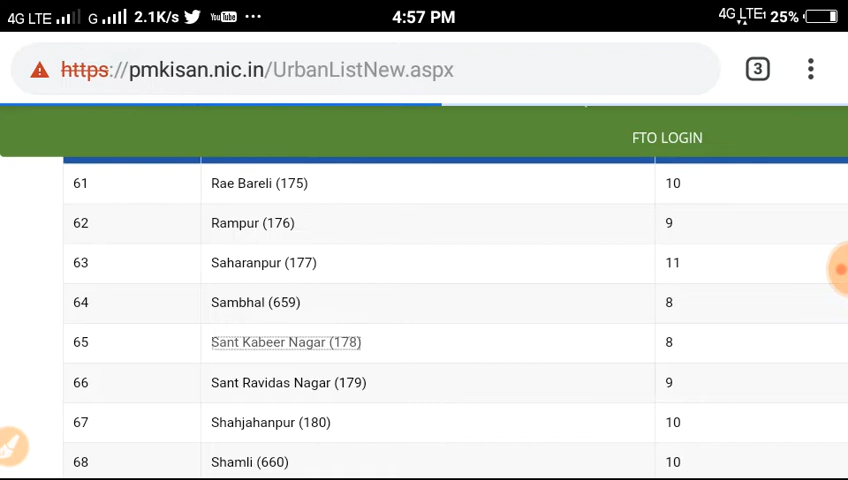 4G LTE G 2.1K/s YouTube 4:57 PM 4G LTE 25%
https://pmkisan.nic.in/UrbanListNew.aspx 3
FTO LOGIN
61 Rae Bareli (175) 10
62 Rampur (176) 9
63 Saharanpur (177) 11
64 Sambhal (659) 8
65 Sant Kabeer Nagar (178) 8
66 Sant Ravidas Nagar (179) 9
67 Shahjahanpur (180) 10
68 Shamli (660) 10